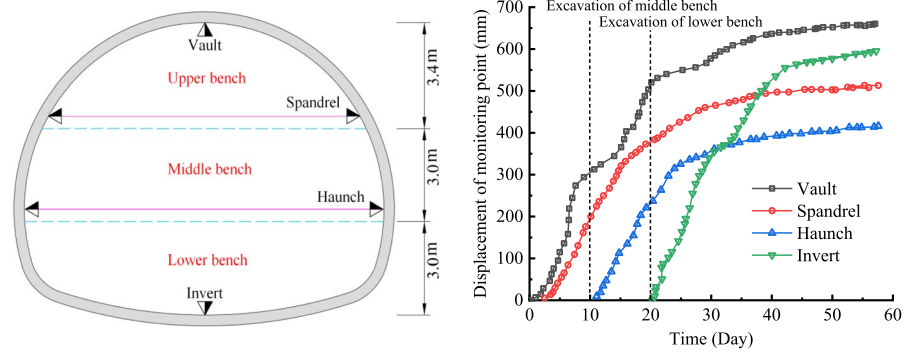 Vault
Upper bench
Spandrel
Middle bench
Haunch
Lower bench
Invert
3.4m
3.0m
3.0m
Excavation of middle bench
Excavation of lower bench
Displacement of monitoring point (mm)
700
600
500
400
300
200
100
0
Vault
Spandrel
Haunch
Invert
0 10 20 30 40 50 60
Time (Day)